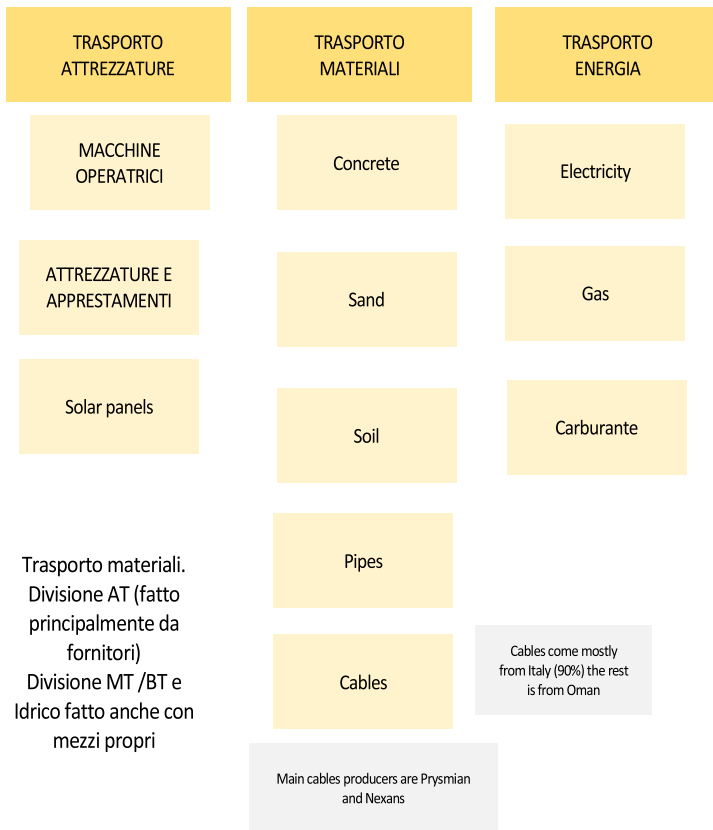 TRASPORTO
ATTREZZATURE
MACCHINE
OPERATRICI
ATTREZZATURE E
APPRESTAMENTI
Solar panels
Trasporto materiali.
Divisione AT (fatto
principalmente da
fornitori)
Divisione MT /BT e
Idrico fatto anche con
mezzi propri
TRASPORTO
MATERIALI
Concrete
Sand
Soil
Pipes
Cables
Main cables producers are Prysmian
and Nexans
TRASPORTO
ENERGIA
Electricity
Gas
Carburante
Cables come mostly
from Italy (90%) the rest
is from Oman